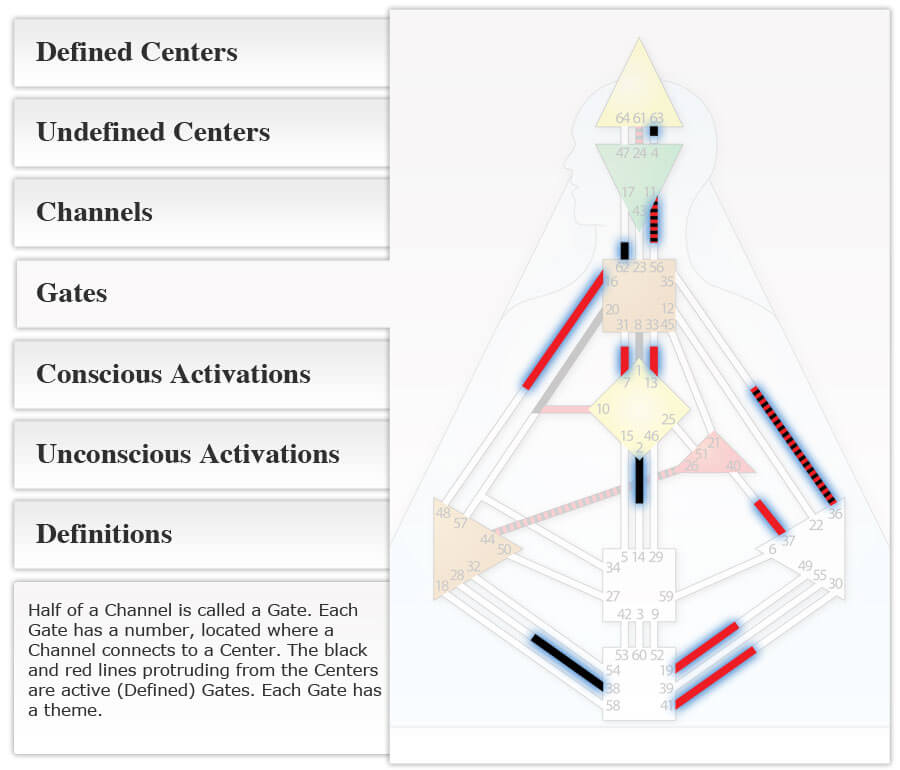 Defined Centers
Undefined Centers
Channels
Gates
Conscious Activations
Unconscious Activations
Definitions
Half of a Channel is called a Gate. Each
Gate has a number, located where a
Channel connects to a Center. The black
and red lines protruding from the Centers
are active (Defined) Gates. Each Gate has
a theme.
64 61 63
47 24 4
17 11
43
62 23 56
16 35
20 12
31 8 33 45
1
7 13
10
25
15 46
2
21
51
26 40
48
57
44
50
32
28
18
36
22
37
6
49
55
30
5 14 29
34
27 59
42 3 9
53 60 52
54 19
38 39
58 41